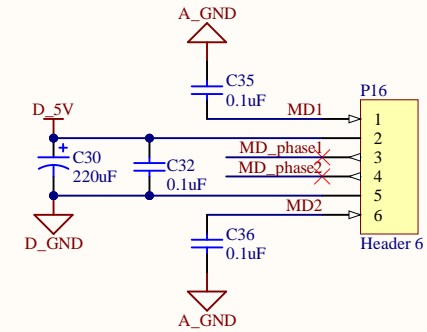 A_GND
C35
0.1uF
P16
MD1
1
D_5V
2
MD_phase1
3
C30
220uF
C32
0.1uF
MD_phase2
4
5
MD2
6
D_GND
C36
0.1uF
Header 6
A_GND